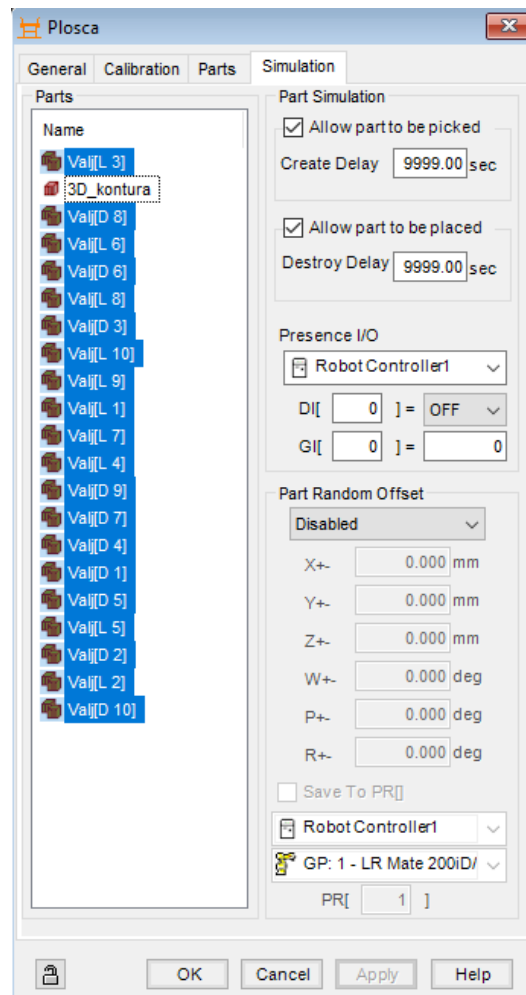 Plosca
General Calibration Parts Simulation
Parts
Name
Valj[L 3]
3D_kontura
Valj[D 8]
Valj[L 6]
Valj[D 6]
Valj[L 8]
Valj[D 3]
Valj[L 10]
Valj[L 9]
Valj[L 1]
Valj[L 7]
Valj[L 4]
Valj[D 9]
Valj[D 7]
Valj[D 4]
Valj[D 1]
Valj[D 5]
Valj[L 5]
Valj[D 2]
Valj[L 2]
Valj[D 10]
Part Simulation
Allow part to be picked
Create Delay 9999.00 sec
Allow part to be placed
Destroy Delay 9999.00 sec
Presence I/O
Robot Controller1
DI[ 0 ] = OFF
GI[ 0 ] = 0
Part Random Offset
Disabled
X+- 0.000 mm
Y+- 0.000 mm
Z+- 0.000 mm
W+- 0.000 deg
P+- 0.000 deg
R+- 0.000 deg
Save To PR[]
Robot Controller1
GP: 1 - LR Mate 200iD/
PR[ 1 ]
OK Cancel Apply Help